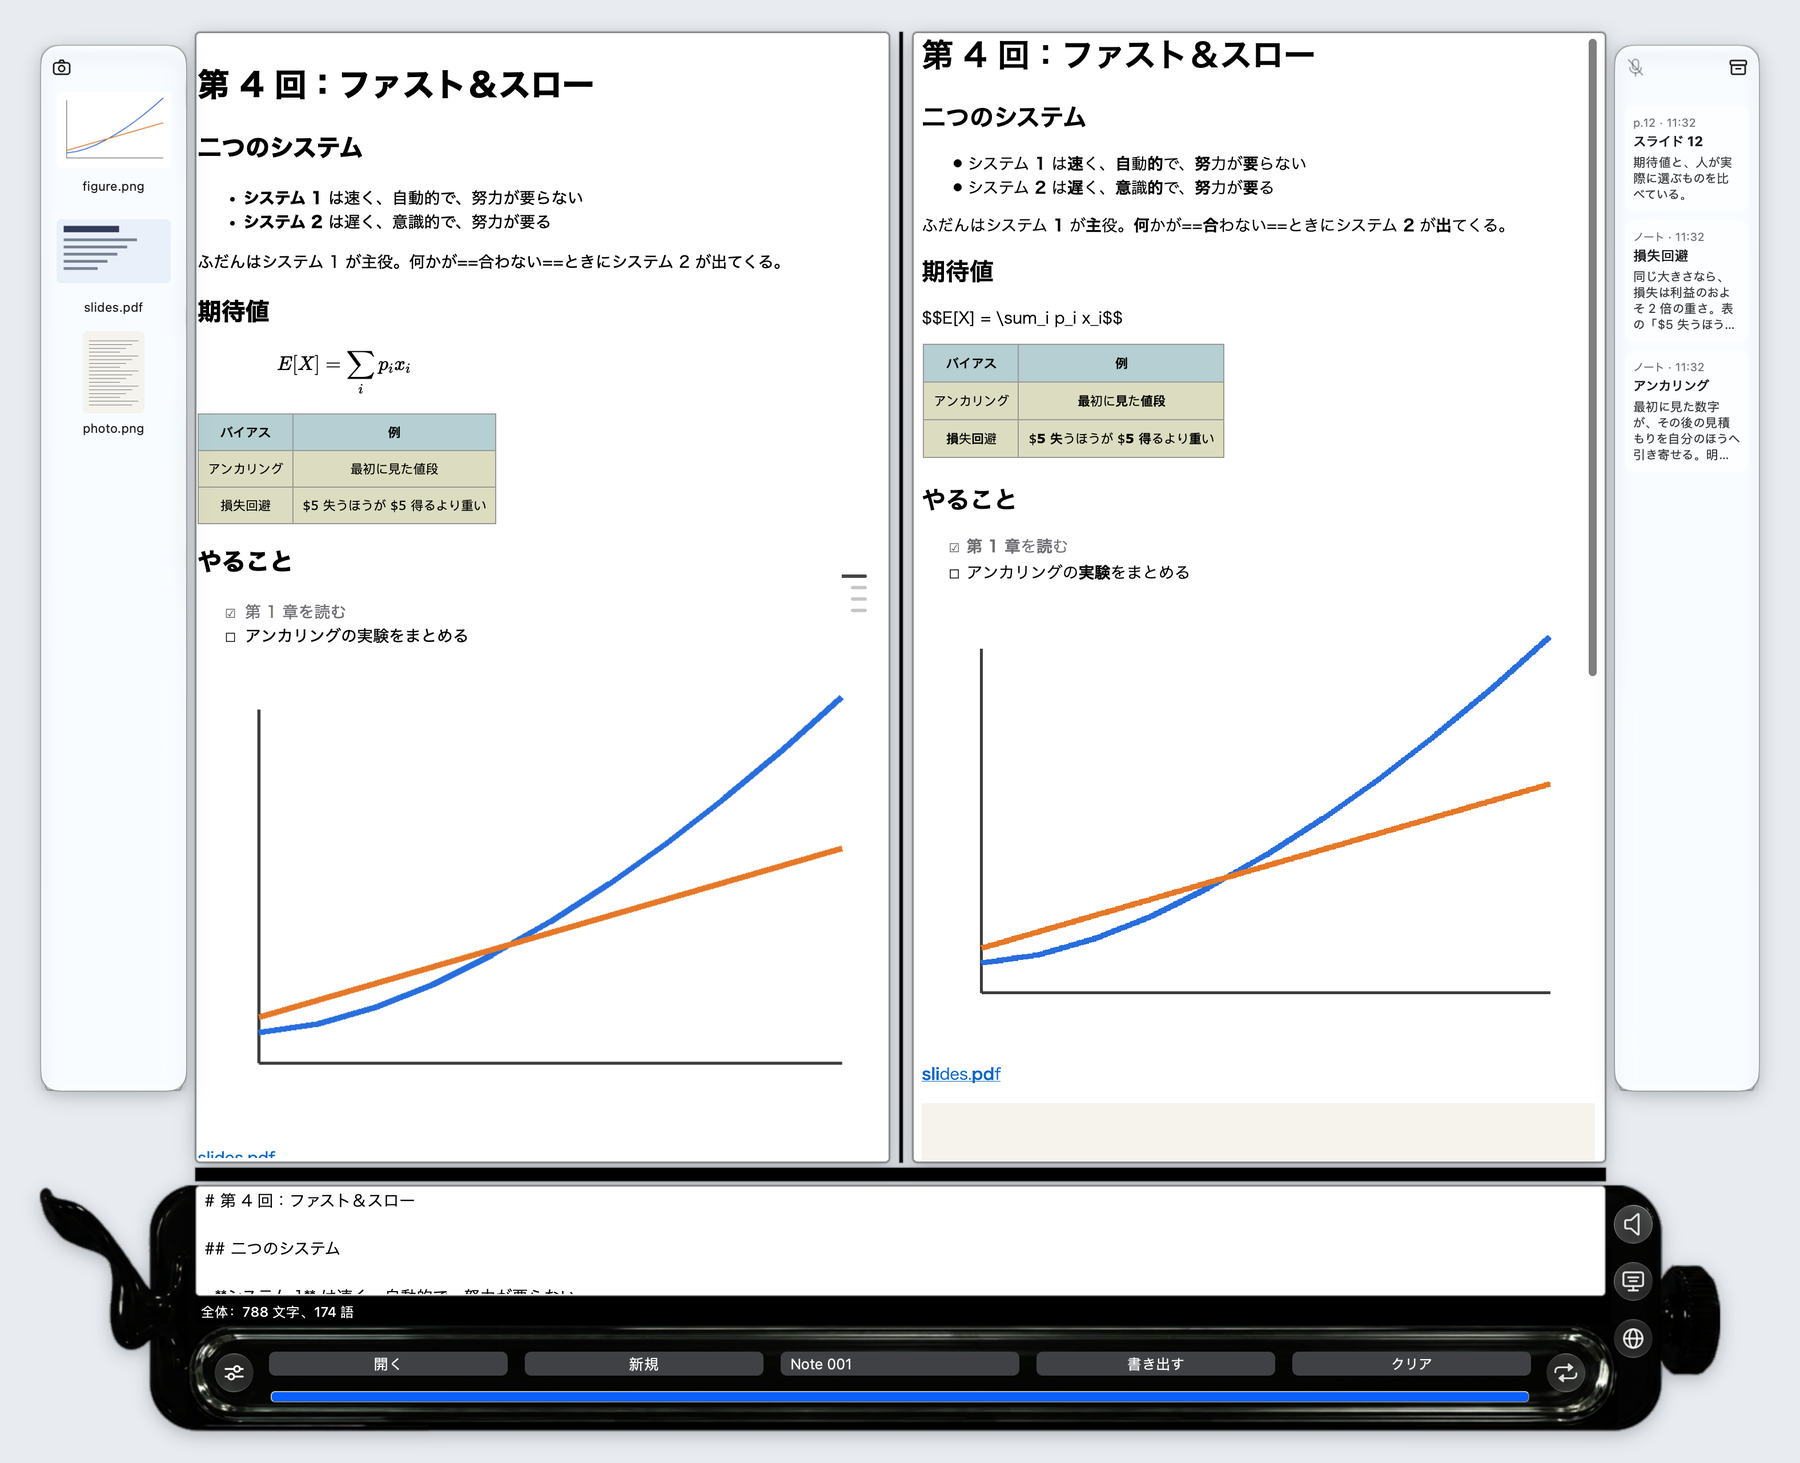 figure.png
slides.pdf
photo.png
第 4 回：ファスト＆スロー
二つのシステム
• システム 1 は速く、自動的で、努力が要らない
• システム 2 は遅く、意識的で、努力が要る
ふだんはシステム 1 が主役。何かが==合わない==ときにシステム 2 が出てくる。
期待値
E[X] = ∑_i p_i x_i
バイアス 例
アンカリング 最初に見た値段
損失回避 $5 失うほうが $5 得るより重い
やること
☑ 第 1 章を読む
☐ アンカリングの実験をまとめる
slides.pdf
第 4 回：ファスト＆スロー
二つのシステム
● システム 1 は速く、自動的で、努力が要らない
● システム 2 は遅く、意識的で、努力が要る
ふだんはシステム 1 が主役。何かが==合わない==ときにシステム 2 が出てくる。
期待値
$$E[X] = \sum_i p_i x_i$$
バイアス 例
アンカリング 最初に見た値段
損失回避 $5 失うほうが $5 得るより重い
やること
☑ 第 1 章を読む
☐ アンカリングの実験をまとめる
slides.pdf
p.12 · 11:32
スライド 12
期待値と、人が実
際に選ぶものを比
べている。
ノート · 11:32
損失回避
同じ大きさなら、
損失は利益のおよ
そ 2 倍の重さ。表
の「$5 失うほう…
ノート · 11:32
アンカリング
最初に見た数字
が、その後の見積
もりを自分のほうへ
引き寄せる。明…
# 第 4 回：ファスト＆スロー
## 二つのシステム
**システム 1** は速く、自動的で、努力が要らない
全体: 788 文字、174 語
開く
新規
Note 001
書き出す
クリア